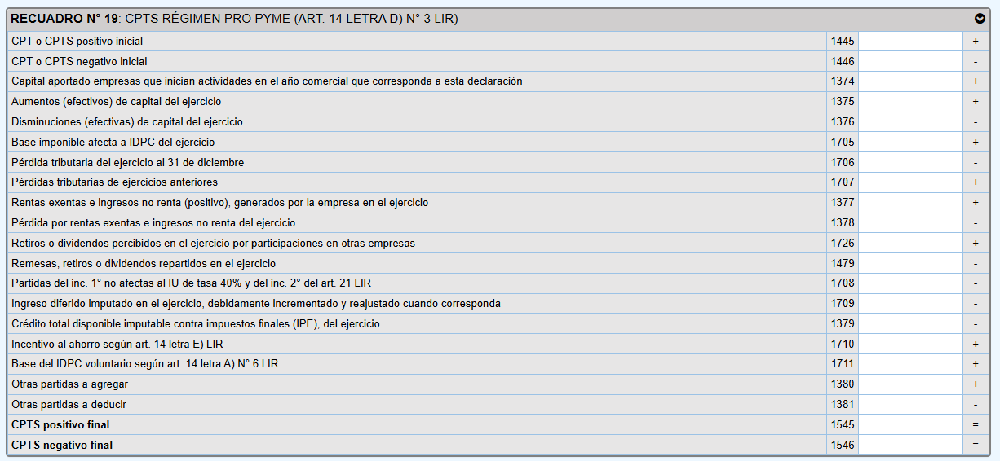 RECUADRO N° 19: CPTS RÉGIMEN PRO PYME (ART. 14 LETRA D) N° 3 LIR)
CPT o CPTS positivo inicial 1445 +
CPT o CPTS negativo inicial 1446 -
Capital aportado empresas que inician actividades en el año comercial que corresponda a esta declaración 1374 +
Aumentos (efectivos) de capital del ejercicio 1375 +
Disminuciones (efectivas) de capital del ejercicio 1376 -
Base imponible afecta a IDPC del ejercicio 1705 +
Pérdida tributaria del ejercicio al 31 de diciembre 1706 -
Pérdidas tributarias de ejercicios anteriores 1707 +
Rentas exentas e ingresos no renta (positivo), generados por la empresa en el ejercicio 1377 +
Pérdida por rentas exentas e ingresos no renta del ejercicio 1378 -
Retiros o dividendos percibidos en el ejercicio por participaciones en otras empresas 1726 +
Remesas, retiros o dividendos repartidos en el ejercicio 1479 -
Partidas del inc. 1° no afectas al IU de tasa 40% y del inc. 2° del art. 21 LIR 1708 -
Ingreso diferido imputado en el ejercicio, debidamente incrementado y reajustado cuando corresponda 1709 -
Crédito total disponible imputable contra impuestos finales (IPE), del ejercicio 1379 -
Incentivo al ahorro según art. 14 letra E) LIR 1710 +
Base del IDPC voluntario según art. 14 letra A) N° 6 LIR 1711 +
Otras partidas a agregar 1380 +
Otras partidas a deducir 1381 -
CPTS positivo final 1545 =
CPTS negativo final 1546 =